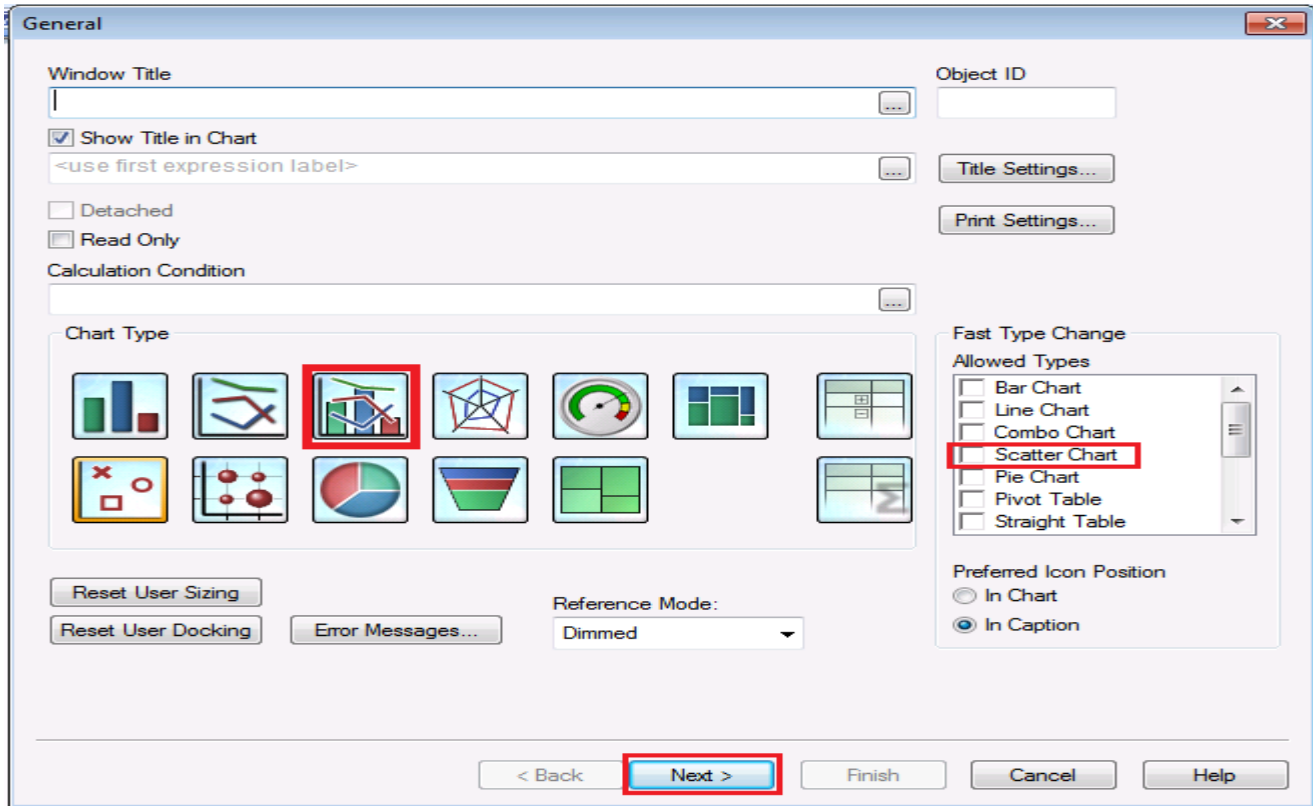 General
Window Title
Object ID
...
Show Title in Chart
<use first expression label>
...
Title Settings...
Detached
Print Settings...
Read Only
Calculation Condition
...
Chart Type
Fast Type Change
Allowed Types
Bar Chart
Line Chart
Combo Chart
Scatter Chart
Pie Chart
Pivot Table
Straight Table
Preferred Icon Position
In Chart
In Caption
Reset User Sizing
Reference Mode:
Reset User Docking
Error Messages...
Dimmed
< Back
Next >
Finish
Cancel
Help